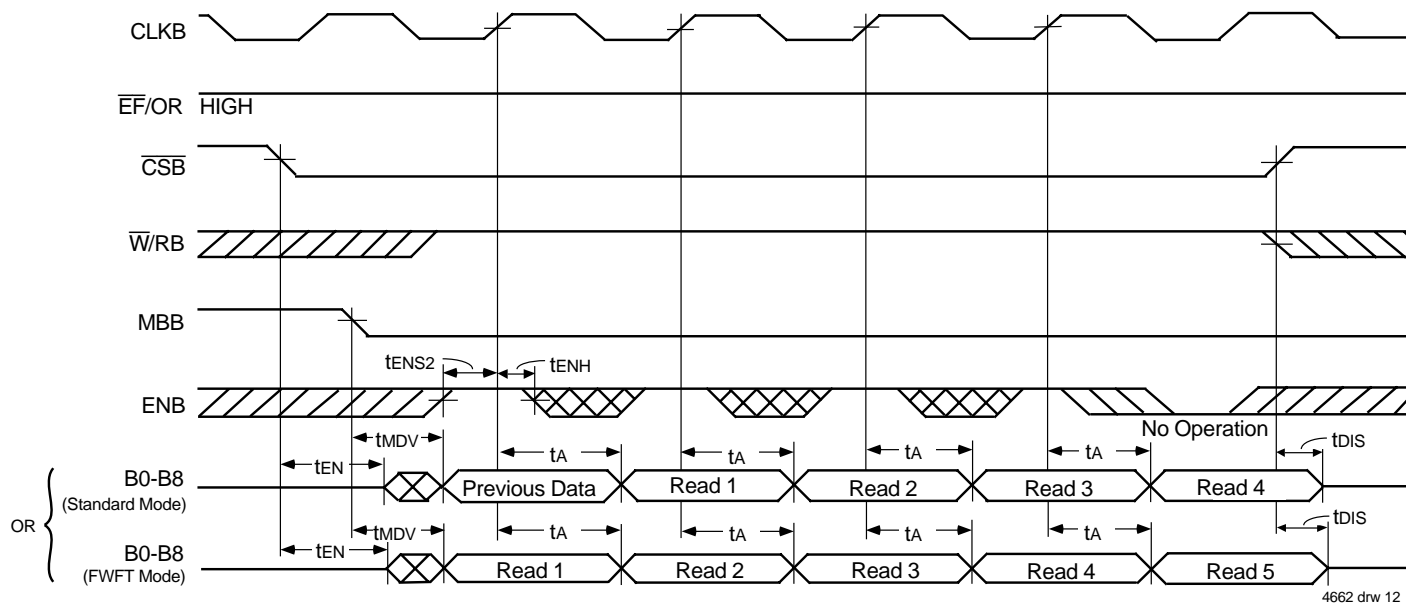 CLKB
EF/OR HIGH
CSB
W/RB
MBB
tENS2 tENH
ENB
No Operation
tMDV
tEN tA tA tA tA tDIS
B0-B8 Previous Data Read 1 Read 2 Read 3 Read 4
(Standard Mode)
OR
tMDV tA tA tA tA tDIS
tEN
B0-B8 Read 1 Read 2 Read 3 Read 4 Read 5
(FWFT Mode)
4662 drw 12